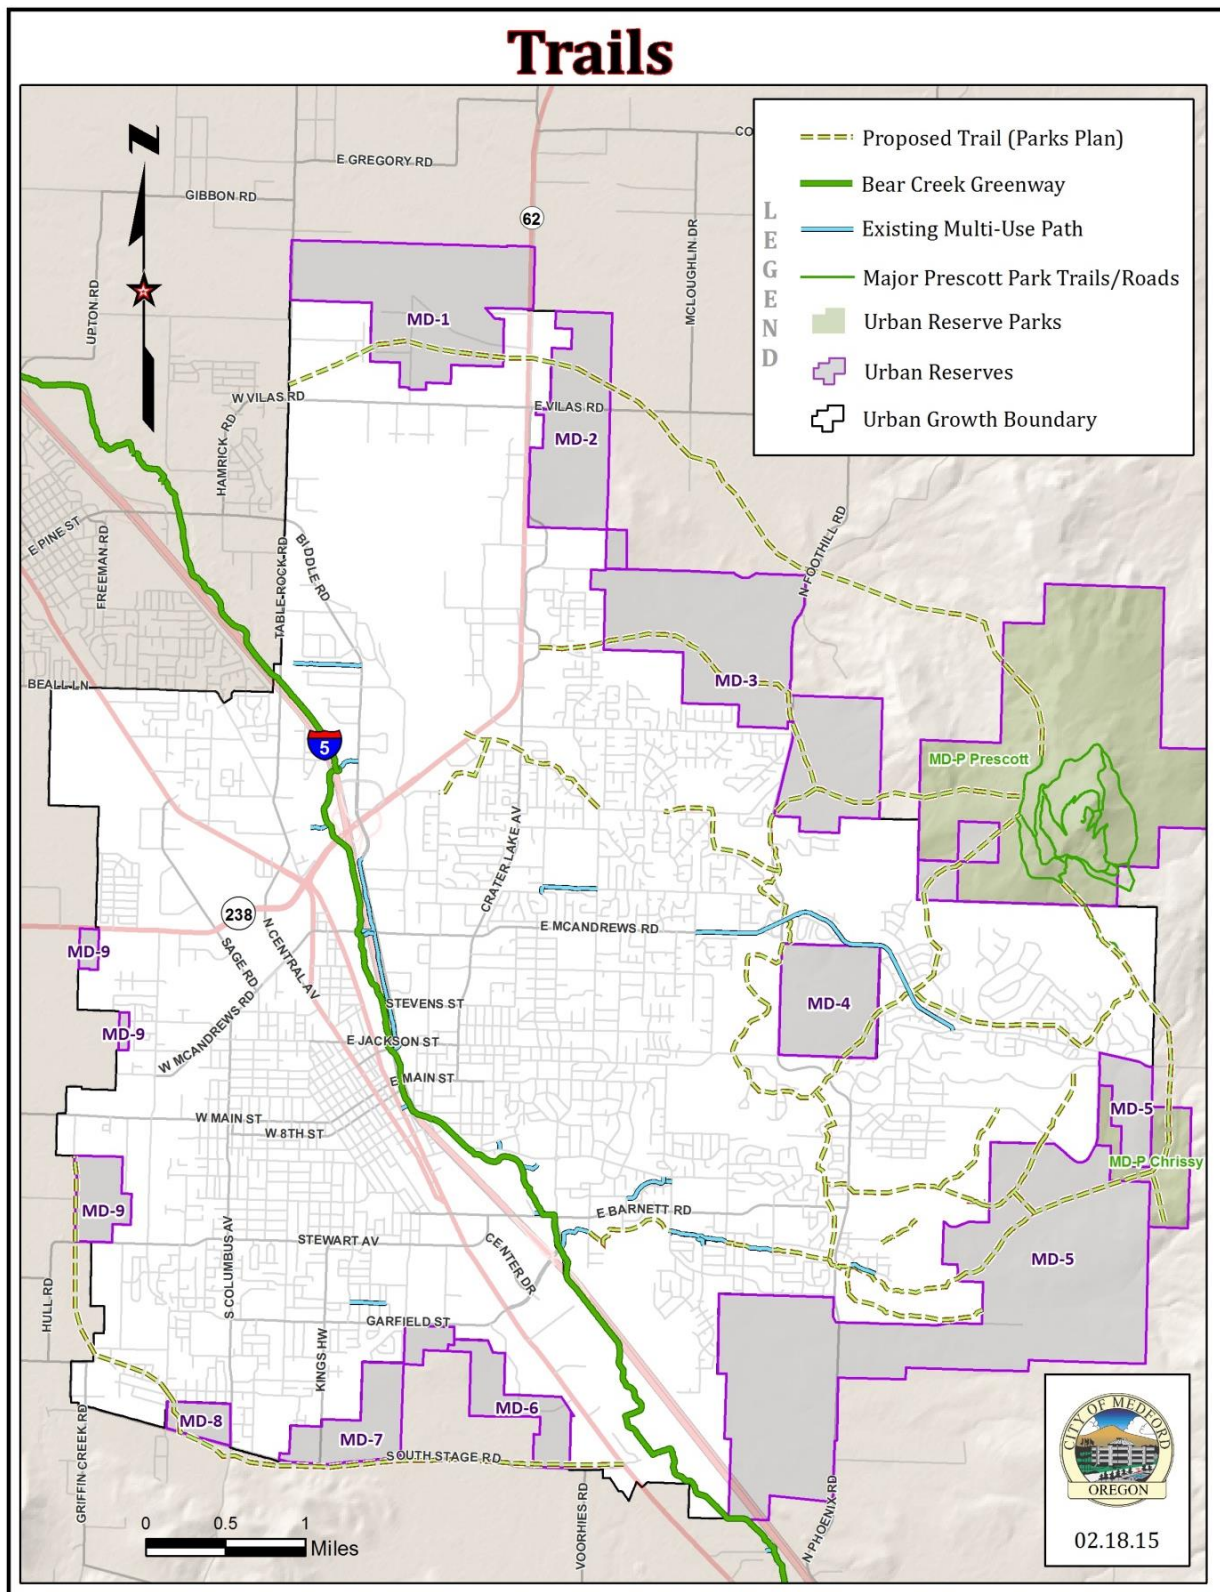 Trails
LEGEND
Proposed Trail (Parks Plan)
Bear Creek Greenway
Existing Multi-Use Path
Major Prescott Park Trails/Roads
Urban Reserve Parks
Urban Reserves
Urban Growth Boundary
N
CO
E GREGORY RD
GIBBON RD
62
MCLOUGHLIN DR
UPTON RD
MD-1
W VILAS RD
E VILAS RD
MD-2
HAMRICK RD
E PINE ST
FREEMAN RD
BIDDLE RD
TABLE ROCK RD
N FOOTHILL RD
BEALL LN
MD-3
5
MD-P Prescott
CRATER LAKE AV
238
N CENTRAL AV
SAGE RD
E MCANDREWS RD
MD-9
MD-4
STEVENS ST
MD-9
W MCANDREWS RD
E JACKSON ST
E MAIN ST
W MAIN ST
W 8TH ST
MD-5
MD-P Chrissy
MD-9
E BARNETT RD
STEWART AV
S COLUMBUS AV
CENTER DR
MD-5
HULL RD
GARFIELD ST
KINGS HW
MD-6
MD-8
MD-7
SOUTH STAGE RD
GRIFFIN CREEK RD
VOORHIES RD
N PHOENIX RD
0 0.5 1
Miles
CITY OF MEDFORD
OREGON
02.18.15